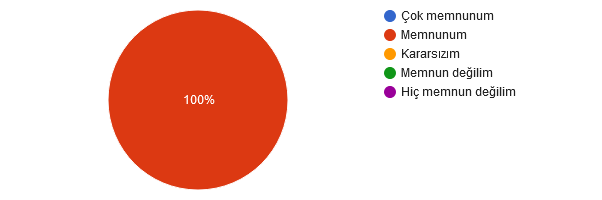 100%
Çok memnunum
Memnunum
Kararsızım
Memnun değilim
Hiç memnun değilim